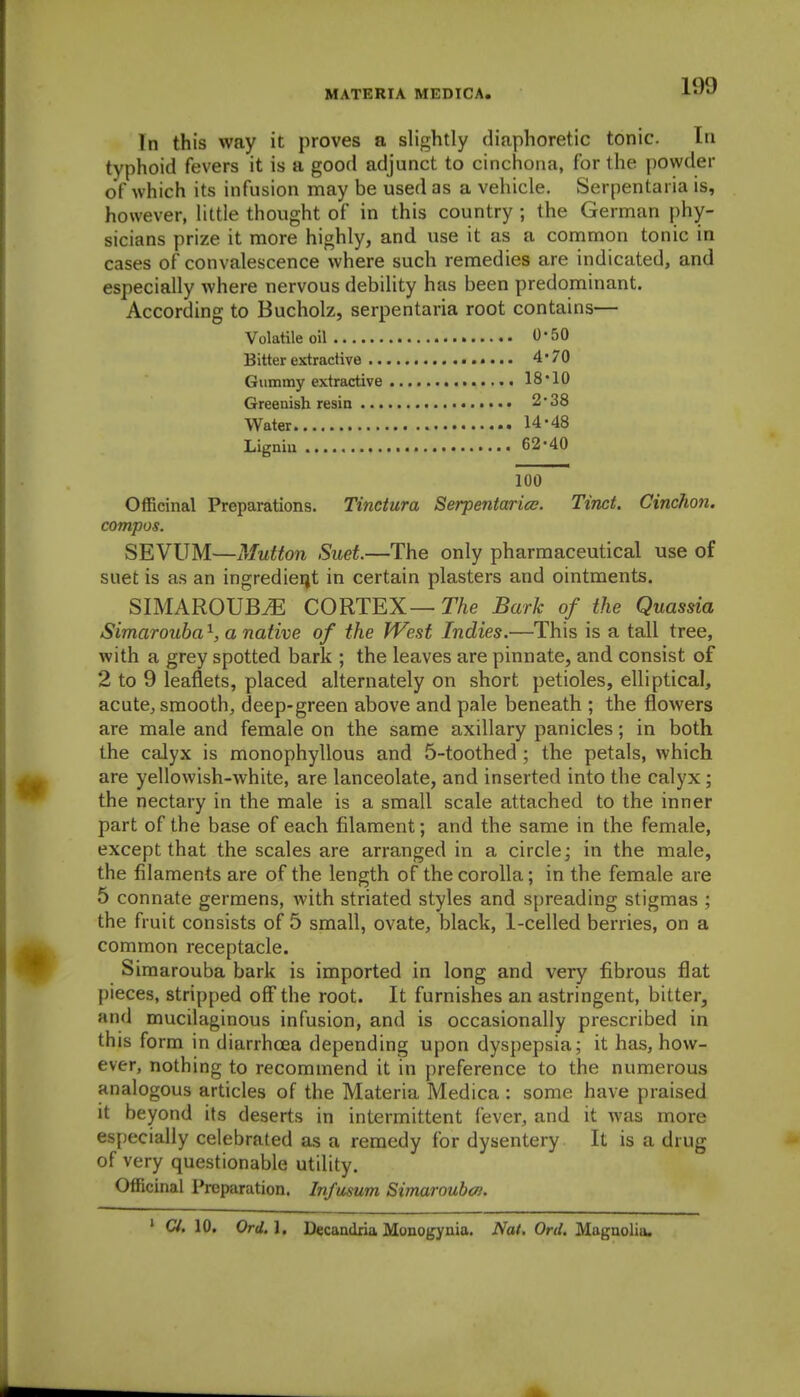 MATERIA MEDICA. 199
In this way it proves a slightly diaphoretic tonic. In
typhoid fevers it is a good adjunct to cinchona, for the powder
of which its infusion may be used as a vehicle. Serpentaria is,
however, little thought of in this country ; the German phy-
sicians prize it more highly, and use it as a common tonic in
cases of convalescence where such remedies are indicated, and
especially where nervous debility has been predominant.
According to Bucholz, serpentaria root contains—
Volatile oil ..................... 0·50
Bitter extractive ................ 4·70
Gummy extractive ............. 18·10
Greenish resin .................. 2·38
Water........................ 14·48
Lignin ........................ 62·40
100
Officinal Preparations. Tinctura Serpentariæ. Tinct. Cinchon.
compos.
SEVUM—Mutton Suet.—The only pharmaceutical use of
suet is as an ingredient in certain plasters and ointments.
SIMAROUBÆ CORTEX—The Bark of the Quassia
Simarouba¹, a native of the West Indies.—This is a tall tree,
with a grey spotted bark ; the leaves are pinnate, and consist of
2 to 9 leaflets, placed alternately on short petioles, elliptical,
acute, smooth, deep-green above and pale beneath ; the flowers
are male and female on the same axillary panicles; in both
the calyx is monophyllous and 5-toothed ; the petals, which
are yellowish-white, are lanceolate, and inserted into the calyx ;
the nectary in the male is a small scale attached to the inner
part of the base of each filament; and the same in the female,
except that the scales are arranged in a circle; in the male,
the filaments are of the length of the corolla; in the female are
5 connate germens, with striated styles and spreading stigmas ;
the fruit consists of 5 small, ovate, black, 1-celled berries, on a
common receptacle.
Simarouba bark is imported in long and very fibrous flat
pieces, stripped off the root. It furnishes an astringent, bitter,
and mucilaginous infusion, and is occasionally prescribed in
this form in diarrhœa depending upon dyspepsia; it has, how-
ever, nothing to recommend it in preference to the numerous
analogous articles of the Materia Medica : some have praised
it beyond its deserts in intermittent fever, and it was more
especially celebrated as a remedy for dysentery It is a drug
of very questionable utility.
Officinal Preparation. Infusum Simaroubæ.
¹ Cl. 10. Ord. 1. Decandria Monogynia. Nat. Ord. Magnolia.